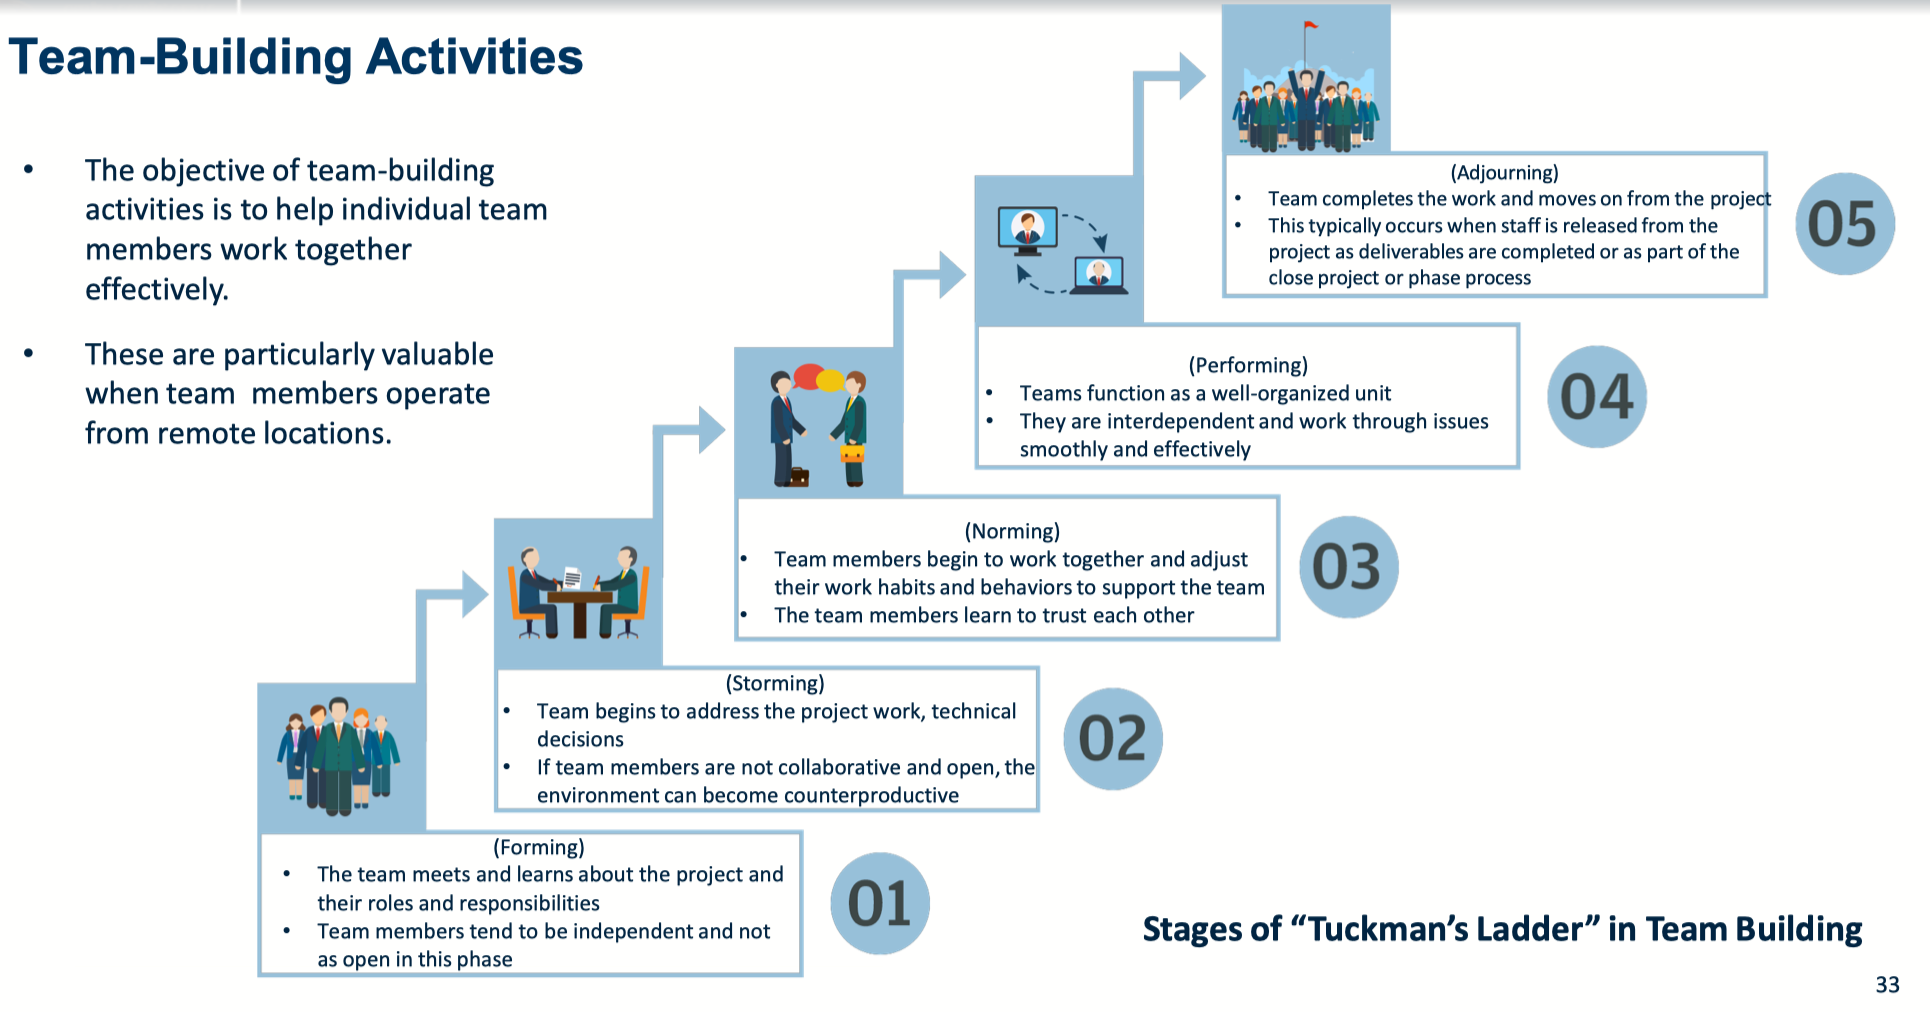 Team-Building Activities
• The objective of team-building
activities is to help individual team
members work together
effectively.
• These are particularly valuable
when team members operate
from remote locations.
(Adjourning)
• Team completes the work and moves on from the project
• This typically occurs when staff is released from the
project as deliverables are completed or as part of the
close project or phase process
05
(Performing)
• Teams function as a well-organized unit
• They are interdependent and work through issues
smoothly and effectively
04
(Norming)
• Team members begin to work together and adjust
their work habits and behaviors to support the team
• The team members learn to trust each other
03
(Storming)
• Team begins to address the project work, technical
decisions
• If team members are not collaborative and open, the
environment can become counterproductive
02
(Forming)
• The team meets and learns about the project and
their roles and responsibilities
• Team members tend to be independent and not
as open in this phase
01
Stages of “Tuckman’s Ladder” in Team Building
33